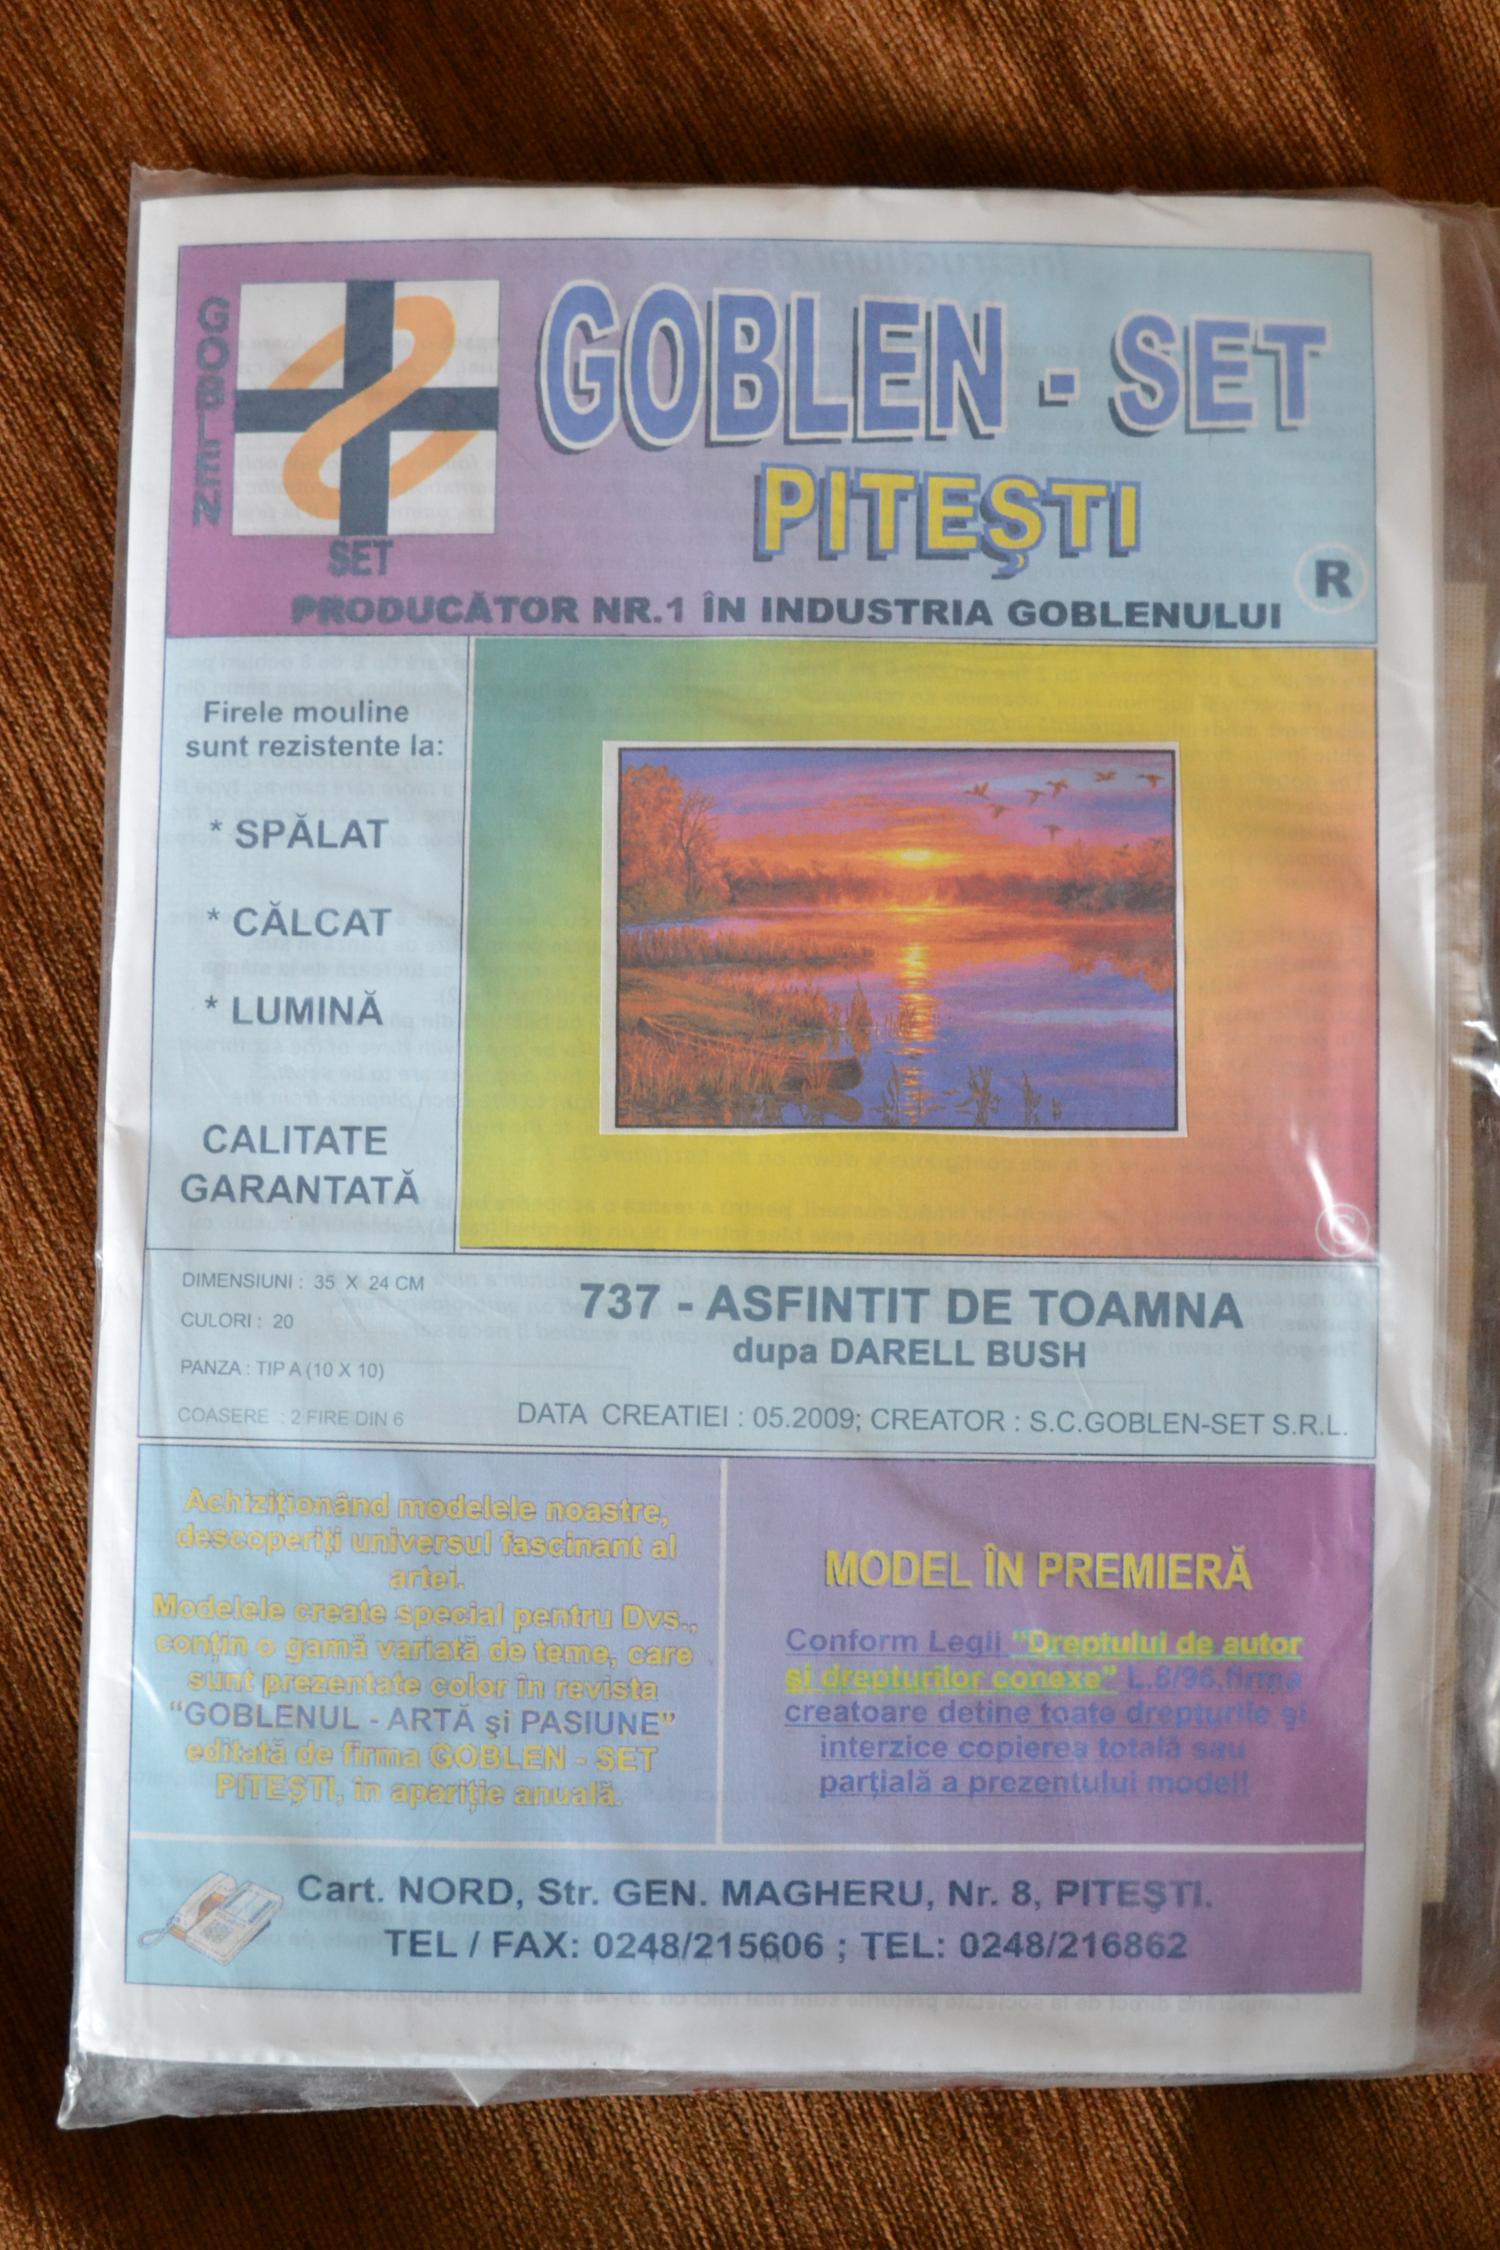 GOBLEN
SET
GOBLEN - SET
PITEŞTI
R
PRODUCĂTOR NR.1 ÎN INDUSTRIA GOBLENULUI
Firele mouline
sunt rezistente la:
* SPĂLAT
* CĂLCAT
* LUMINĂ
CALITATE
GARANTATĂ
©
DIMENSIUNI : 35 X 24 CM
CULORI : 20
PANZA : TIP A (10 X 10)
COASERE : 2 FIRE DIN 6
737 - ASFINTIT DE TOAMNA
dupa DARELL BUSH
DATA CREATIEI : 05.2009; CREATOR : S.C.GOBLEN-SET S.R.L.
Achiziţionând modelele noastre,
descoperiţi universul fascinant al
artei.
Modelele create special pentru Dvs.,
conţin o gamă variată de teme, care
sunt prezentate color în revista
"GOBLENUL - ARTĂ şi PASIUNE"
editată de firma GOBLEN - SET
PITEŞTI, în apariţie anuală.
MODEL ÎN PREMIERĂ
Conform Legii "Dreptului de autor
şi drepturilor conexe" L.8/96,firma
creatoare detine toate drepturile şi
interzice copierea totală sau
parţială a prezentului model!
Cart. NORD, Str. GEN. MAGHERU, Nr. 8, PITEŞTI.
TEL / FAX: 0248/215606 ; TEL: 0248/216862